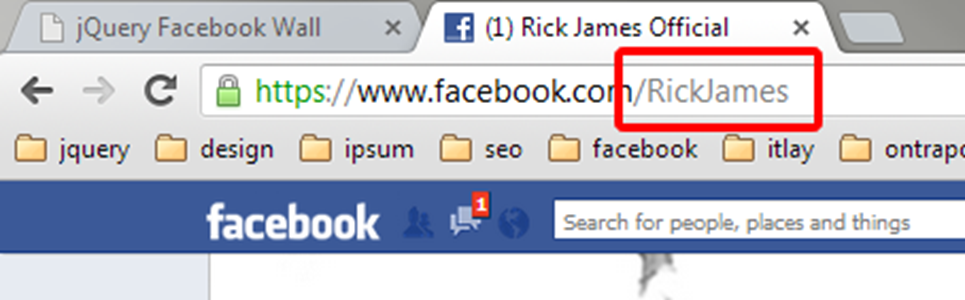 jQuery Facebook Wall
(1) Rick James Official
https://www.facebook.com/RickJames
jquery design ipsum seo facebook itlay ontrapo
facebook 1 Search for people, places and things